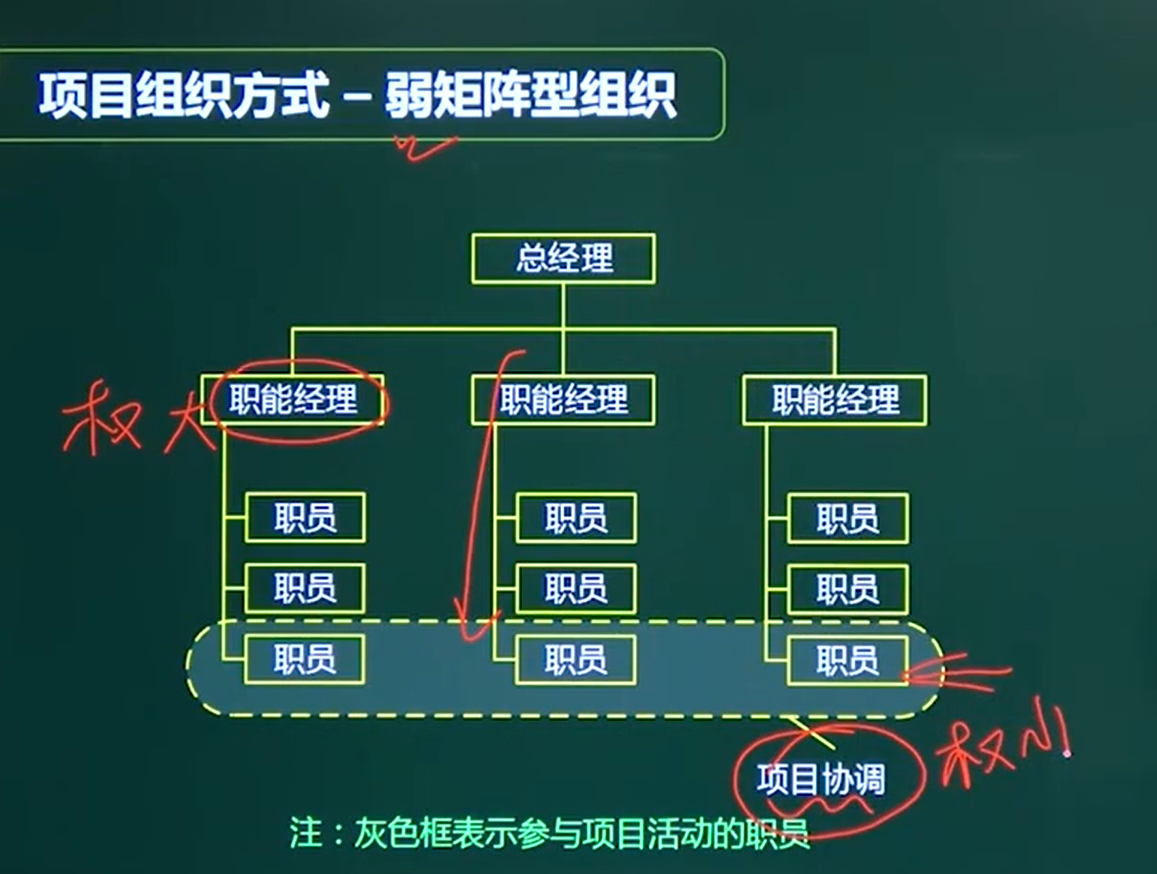 项目组织方式 – 弱矩阵型组织
总经理
权大
职能经理 职能经理 职能经理
职员 职员 职员
职员 职员 职员
职员 职员 职员
项目协调
权小
注：灰色框表示参与项目活动的职员